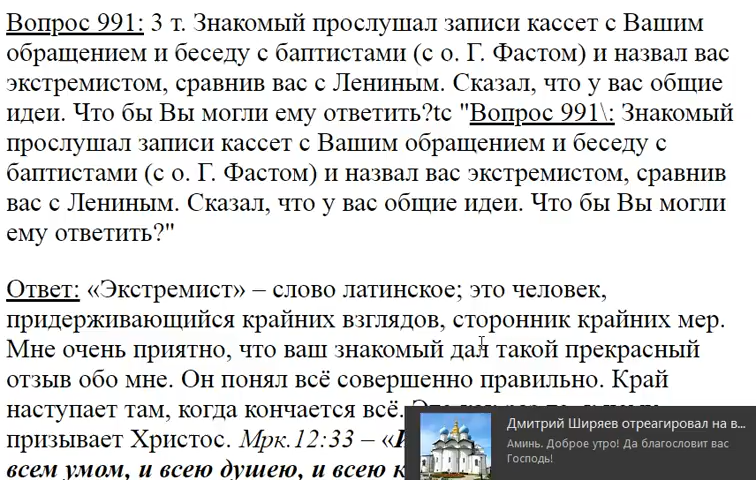 Вопрос 991: 3 т. Знакомый прослушал записи кассет с Вашим
обращением и беседу с баптистами (с о. Г. Фастом) и назвал вас
экстремистом, сравнив вас с Лениным. Сказал, что у вас общие
идеи. Что бы Вы могли ему ответить?tc "Вопрос 991\: Знакомый
прослушал записи кассет с Вашим обращением и беседу с
баптистами (с о. Г. Фастом) и назвал вас экстремистом, сравнив
вас с Лениным. Сказал, что у вас общие идеи. Что бы Вы могли
ему ответить?"
Ответ: «Экстремист» – слово латинское; это человек,
придерживающийся крайних взглядов, сторонник крайних мер.
Мне очень приятно, что ваш знакомый дал такой прекрасный
отзыв обо мне. Он понял всё совершенно правильно. Край
наступает там, когда кончается всё.
призывает Христос. Мрк.12:33 – «
всем умом, и всею душею, и всею
Дмитрий Ширяев отреагировал на в...
Аминь. Доброе утро! Да благословит вас
Господь!